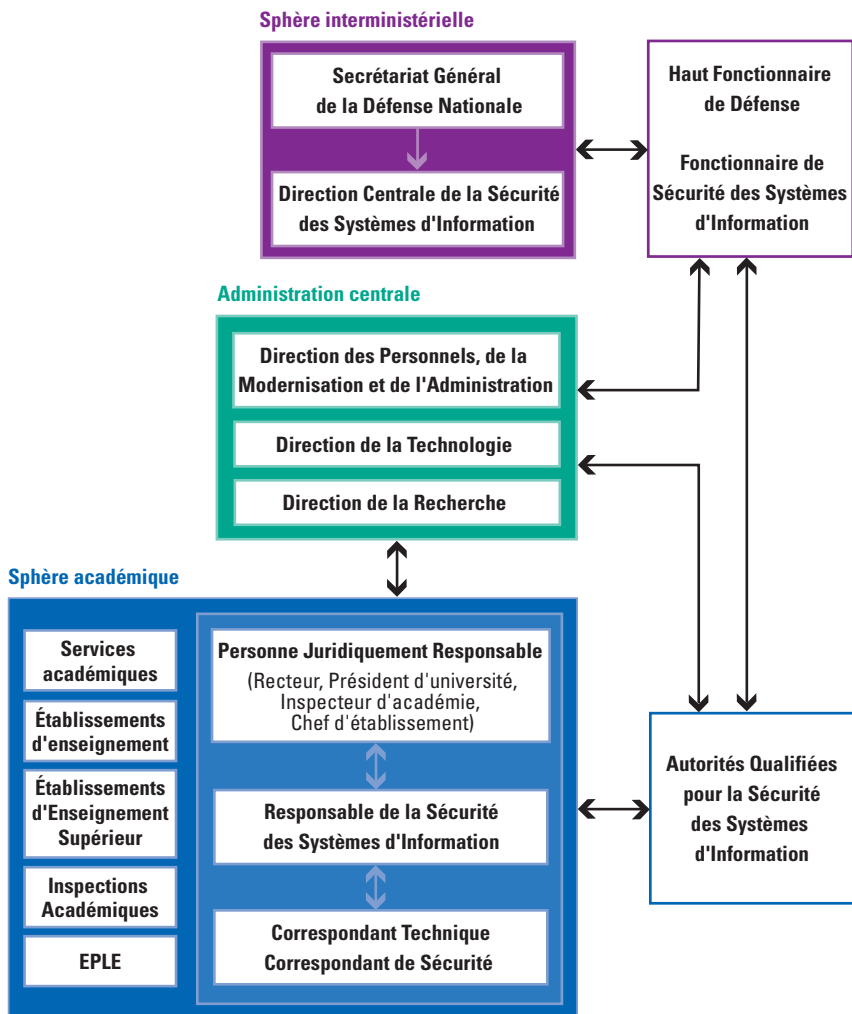 Sphère interministérielle
Secrétariat Général
de la Défense Nationale
Direction Centrale de la Sécurité
des Systèmes d'Information
Haut Fonctionnaire
de Défense
Fonctionnaire de
Sécurité des Systèmes
d'Information
Administration centrale
Direction des Personnels, de la
Modernisation et de l'Administration
Direction de la Technologie
Direction de la Recherche
Sphère académique
Services
académiques
Établissements
d'enseignement
Établissements
d'Enseignement
Supérieur
Inspections
Académiques
EPLE
Personne Juridiquement Responsable
(Recteur, Président d'université,
Inspecteur d'académie,
Chef d'établissement)
Responsable de la Sécurité
des Systèmes d'Information
Correspondant Technique
Correspondant de Sécurité
Autorités Qualifiées
pour la Sécurité
des Systèmes
d'Information